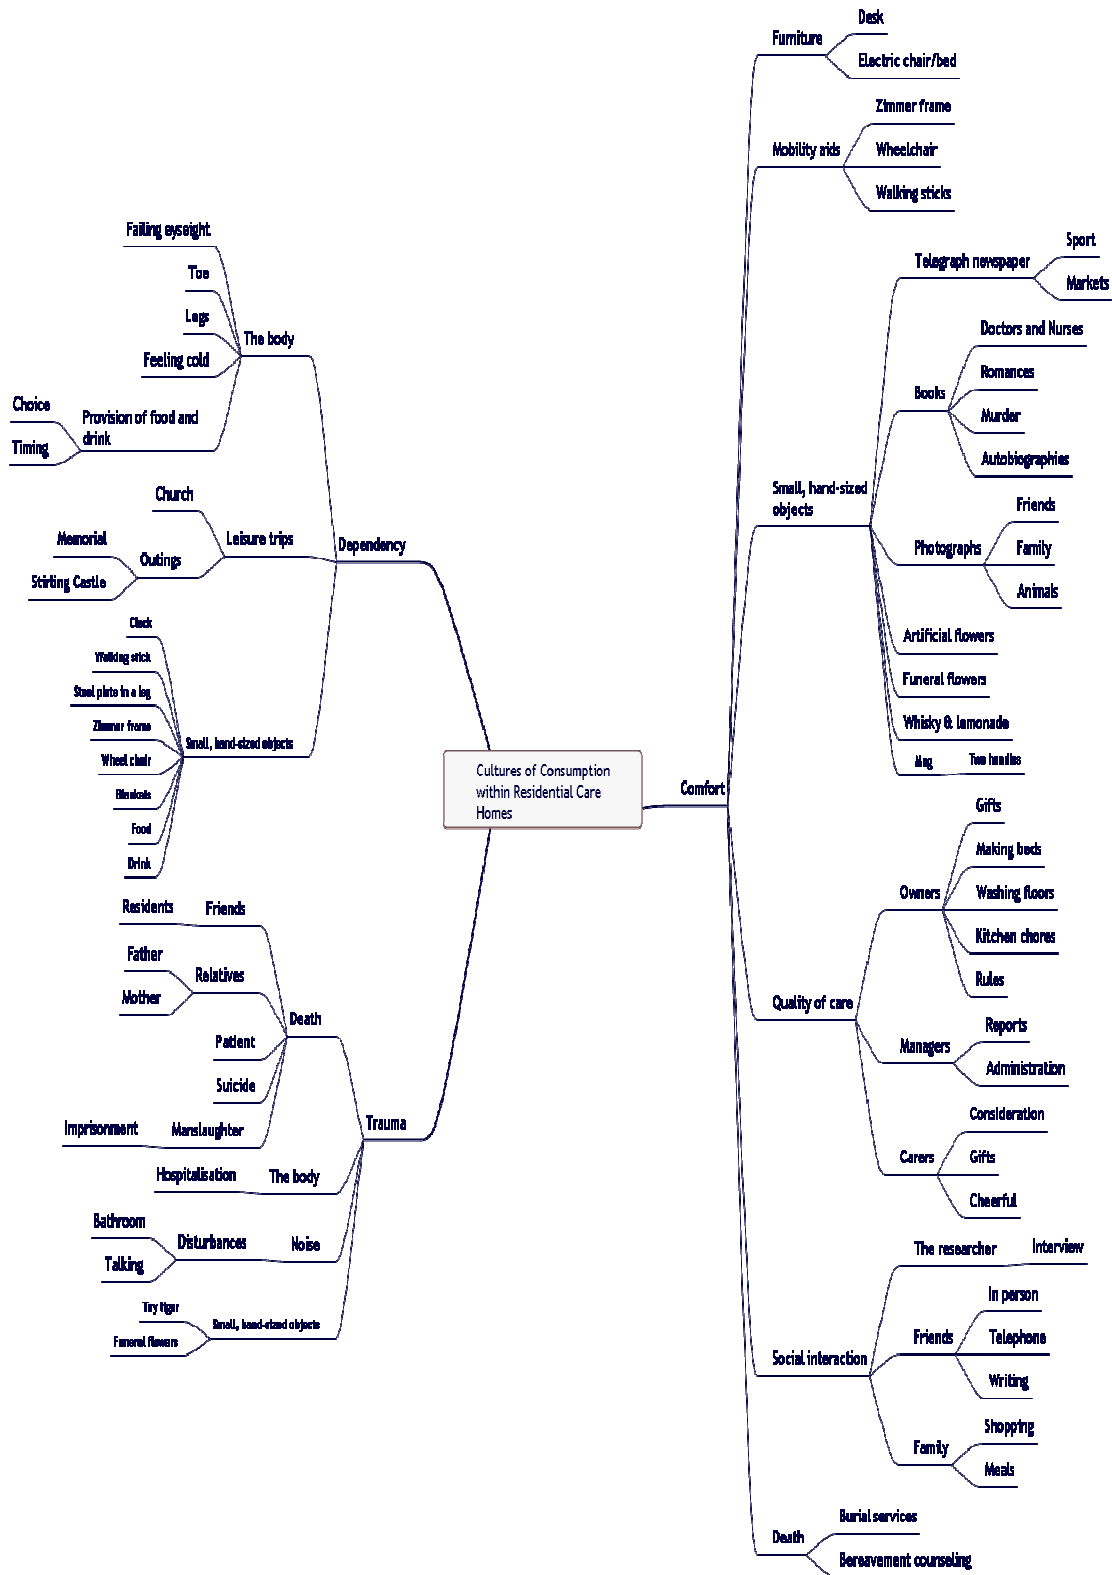 Cultures of Consumption
within Residential Care
Homes
Dependency
The body
Failing eyseight
Toe
Legs
Feeling cold
Provision of food and
drink
Choice
Timing
Leisure trips
Church
Outings
Memorial
Stirling Castle
Small, hand-sized objects
Clock
Walking stick
Steel plate in a leg
Zimmer frame
Wheel chair
Blankets
Food
Drink
Trauma
Death
Friends
Residents
Relatives
Father
Mother
Patient
Suicide
Manslaughter
Imprisonment
The body
Hospitalisation
Noise
Disturbances
Bathroom
Talking
Small, hand-sized objects
Tiny tiger
Funeral flowers
Comfort
Furniture
Desk
Electric chair/bed
Mobility aids
Zimmer frame
Wheelchair
Walking sticks
Small, hand-sized
objects
Telegraph newspaper
Sport
Markets
Books
Doctors and Nurses
Romances
Murder
Autobiographies
Photographs
Friends
Family
Animals
Artificial flowers
Funeral flowers
Whisky & lemonade
Mug
Two handles
Quality of care
Owners
Gifts
Making beds
Washing floors
Kitchen chores
Rules
Managers
Reports
Administration
Carers
Consideration
Gifts
Cheerful
Social interaction
The researcher
Interview
Friends
In person
Telephone
Writing
Family
Shopping
Meals
Death
Burial services
Bereavement counseling